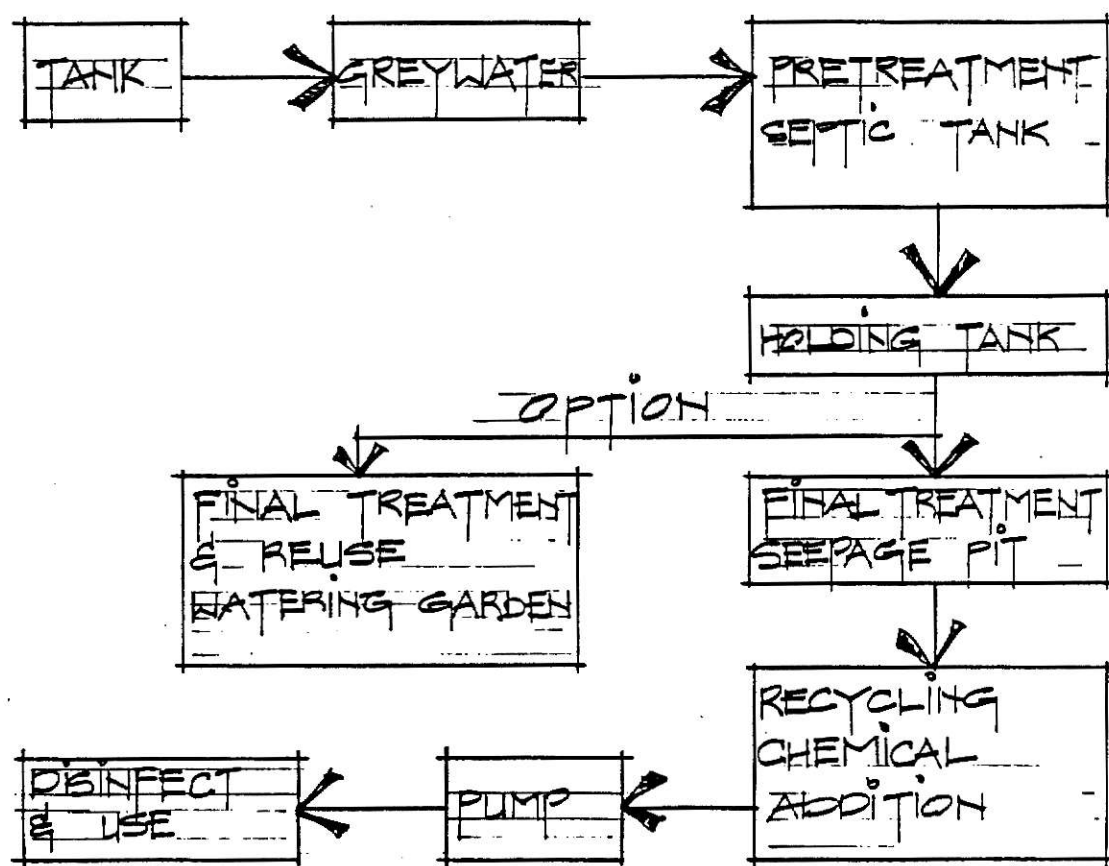 TANK
GREYWATER
PRETREATMENT
SEPTIC TANK
HOLDING TANK
OPTION
FINAL TREATMENT
& REUSE
WATERING GARDEN
FINAL TREATMENT
SEEPAGE PIT
RECYCLING
CHEMICAL
ADDITION
PUMP
DISINFECT
& USE